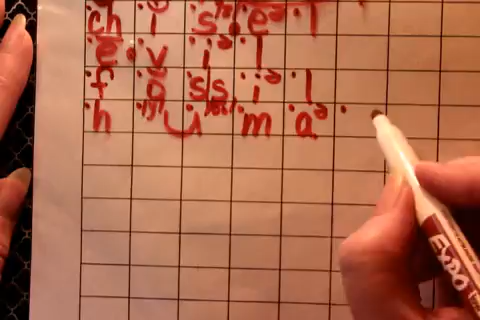 ch i s e l
e v i l
f o s s i l
h u m a
EXPO